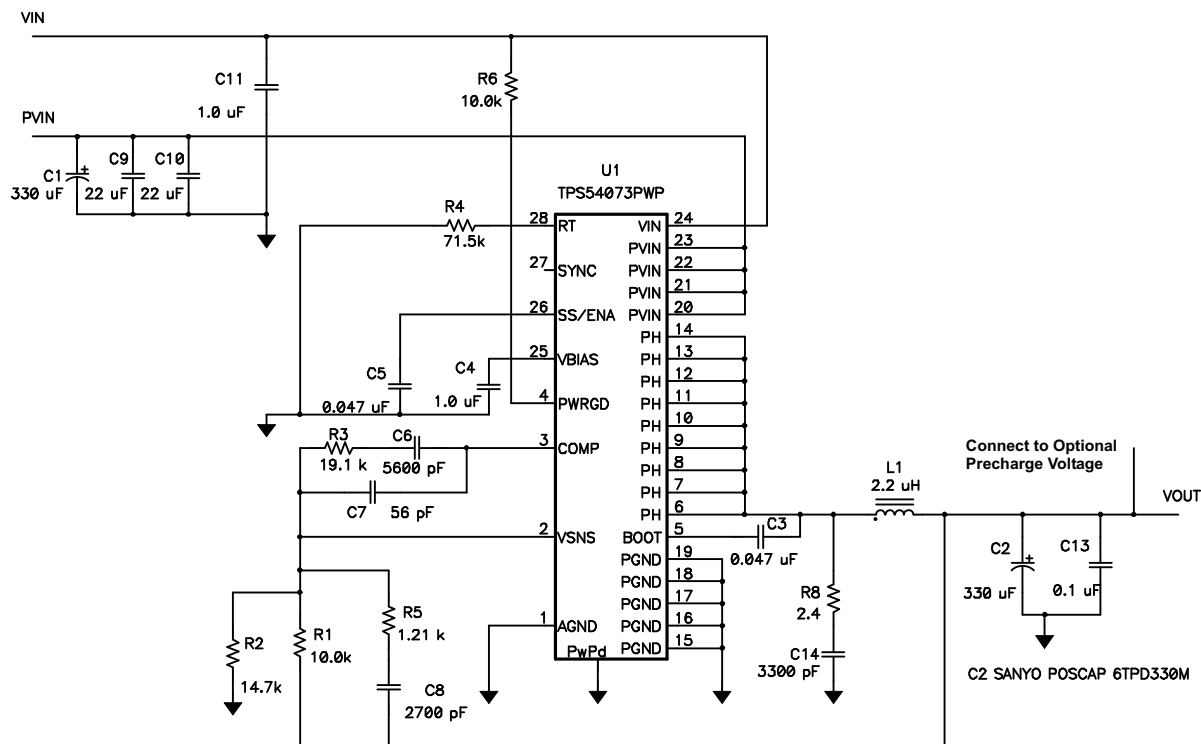 VIN
C11
1.0 uF
R6
10.0k
PVIN
C1
330 uF
C9
22 uF
C10
22 uF
U1
TPS54073PWP
R4
71.5k
28 RT
27 SYNC
26 SS/ENA
25 VBIAS
4 PWRGD
3 COMP
2 VSNS
1 AGND
PwPd
VIN 24
PVIN 23
PVIN 22
PVIN 21
PVIN 20
PH 14
PH 13
PH 12
PH 11
PH 10
PH 9
PH 8
PH 7
PH 6
BOOT 5
PGND 19
PGND 18
PGND 17
PGND 16
PGND 15
C5
0.047 uF
C4
1.0 uF
R3
19.1 k
C6
5600 pF
C7
56 pF
R2
14.7k
R1
10.0k
R5
1.21 k
C8
2700 pF
C3
0.047 uF
R8
2.4
C14
3300 pF
L1
2.2 uH
Connect to Optional
Precharge Voltage
VOUT
C2
330 uF
C13
0.1 uF
C2 SANYO POSCAP 6TPD330M